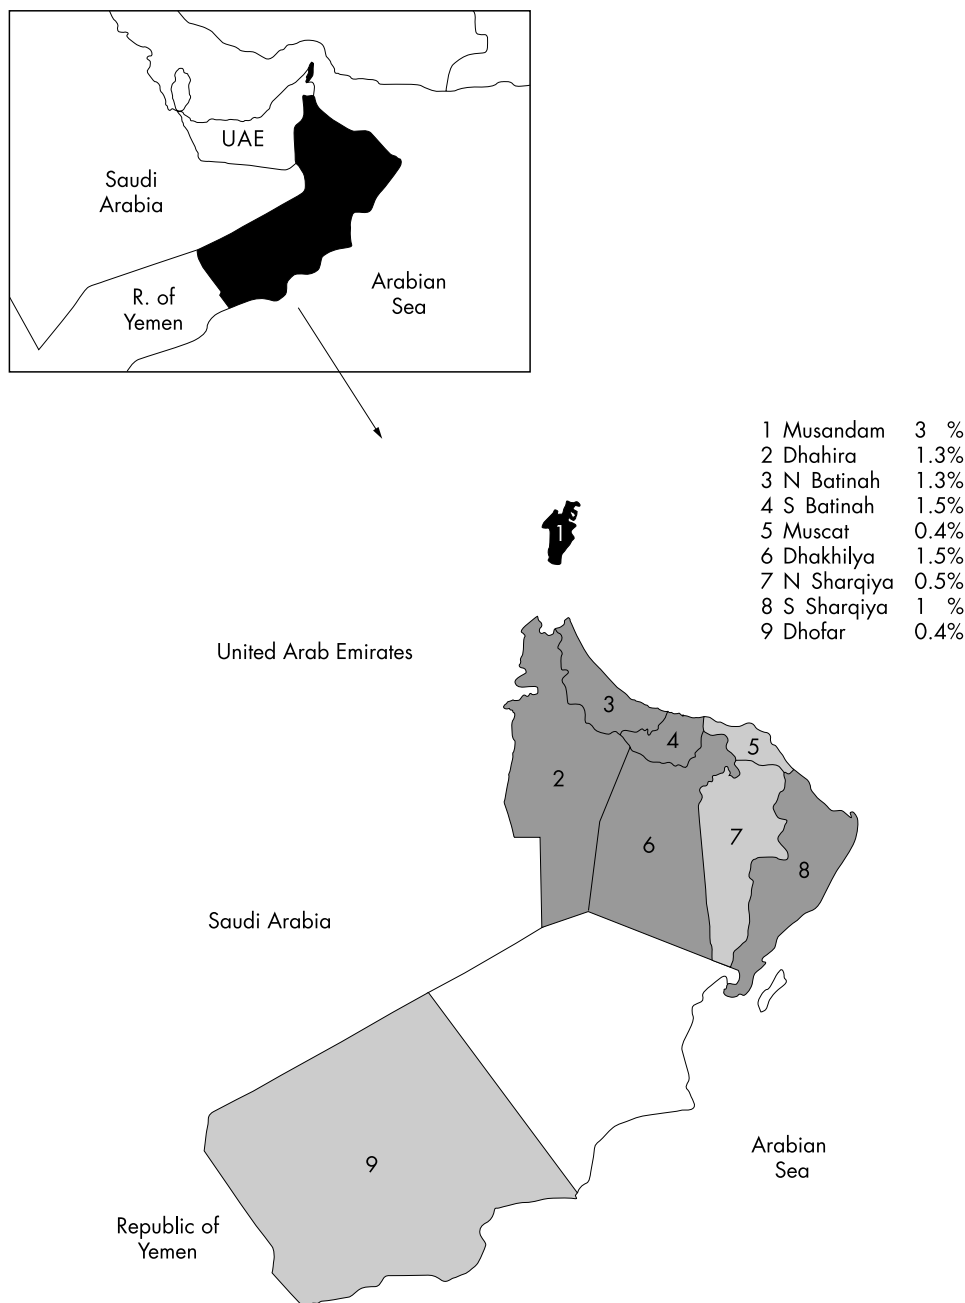 UAE
Saudi
Arabia
R. of
Yemen
Arabian
Sea
1 Musandam 3 %
2 Dhahira 1.3%
3 N Batinah 1.3%
4 S Batinah 1.5%
5 Muscat 0.4%
6 Dhakhilya 1.5%
7 N Sharqiya 0.5%
8 S Sharqiya 1 %
9 Dhofar 0.4%
1
United Arab Emirates
3
4
5
2
7
6
8
Saudi Arabia
9
Arabian
Sea
Republic of
Yemen